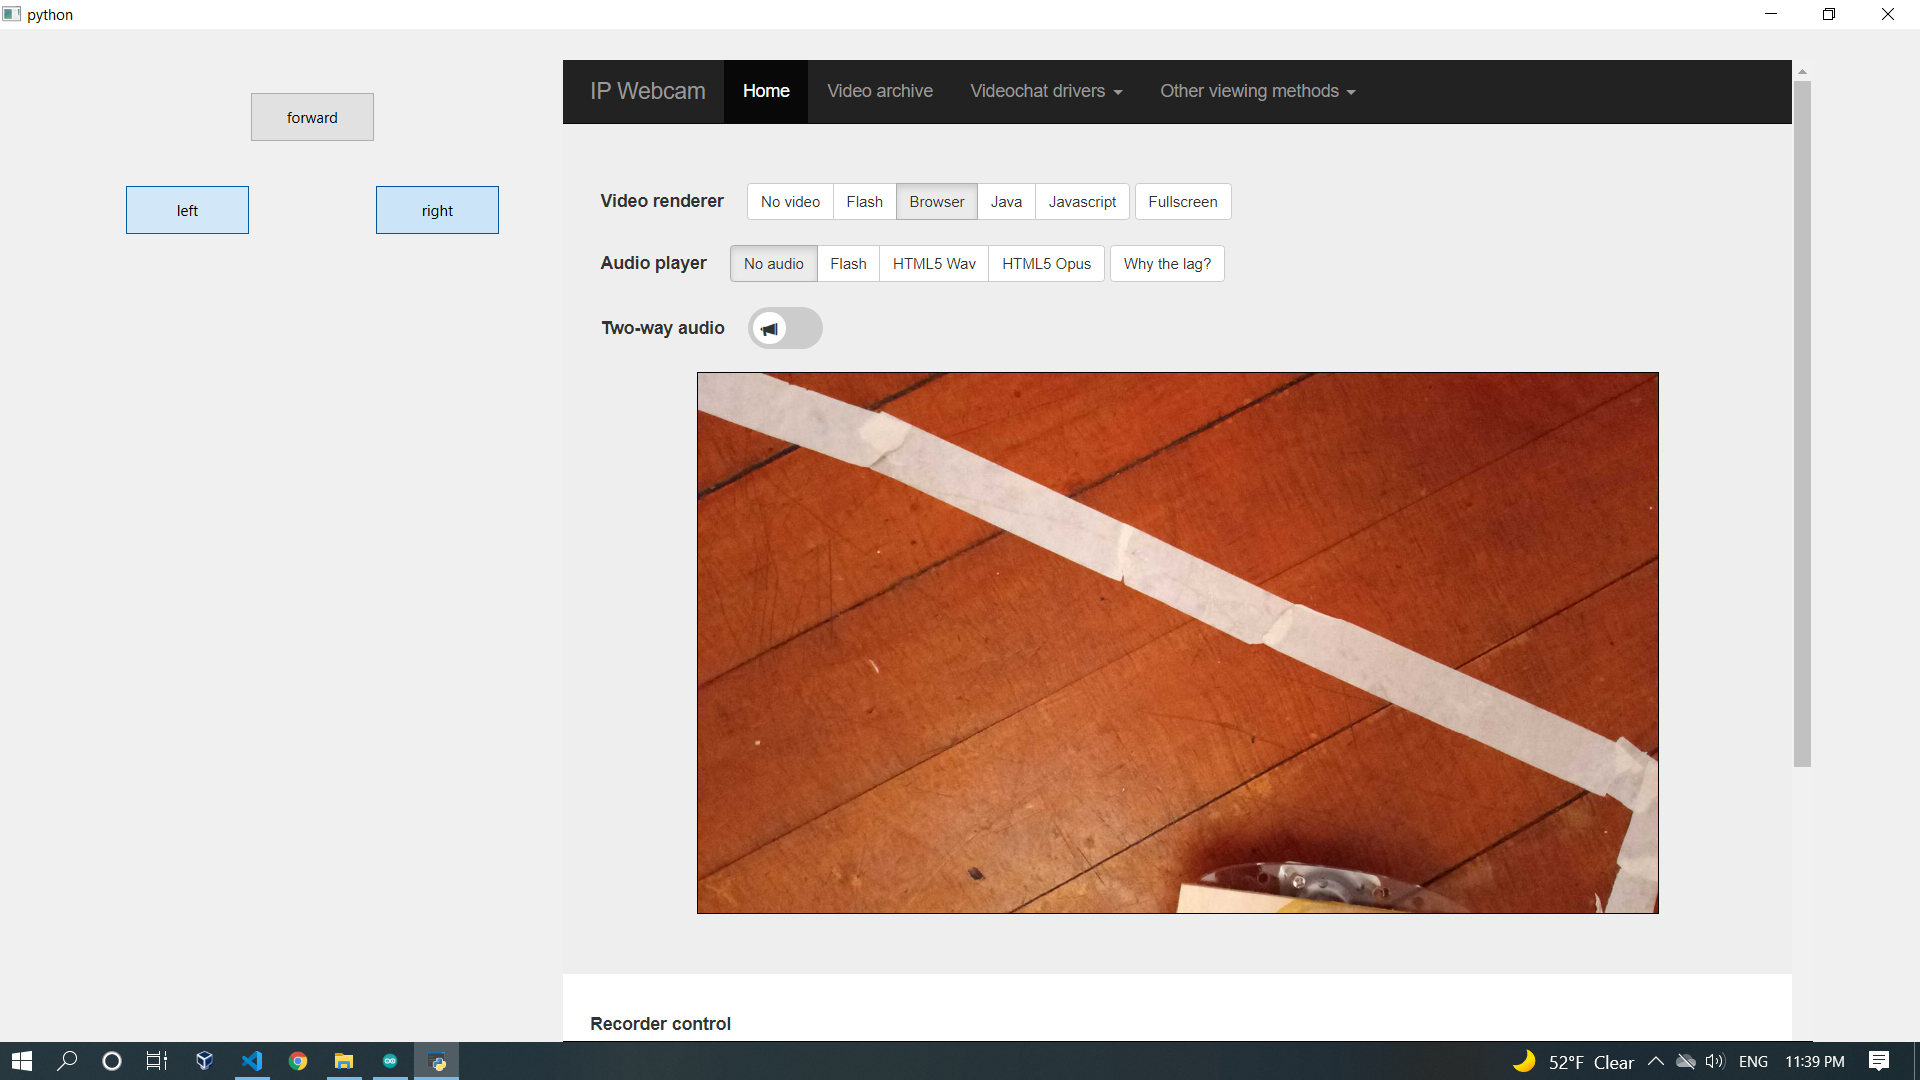 python
forward
left
right
IP Webcam Home Video archive Videochat drivers Other viewing methods
Video renderer No video Flash Browser Java Javascript Fullscreen
Audio player No audio Flash HTML5 Wav HTML5 Opus Why the lag?
Two-way audio
Recorder control
52°F Clear ENG 11:39 PM